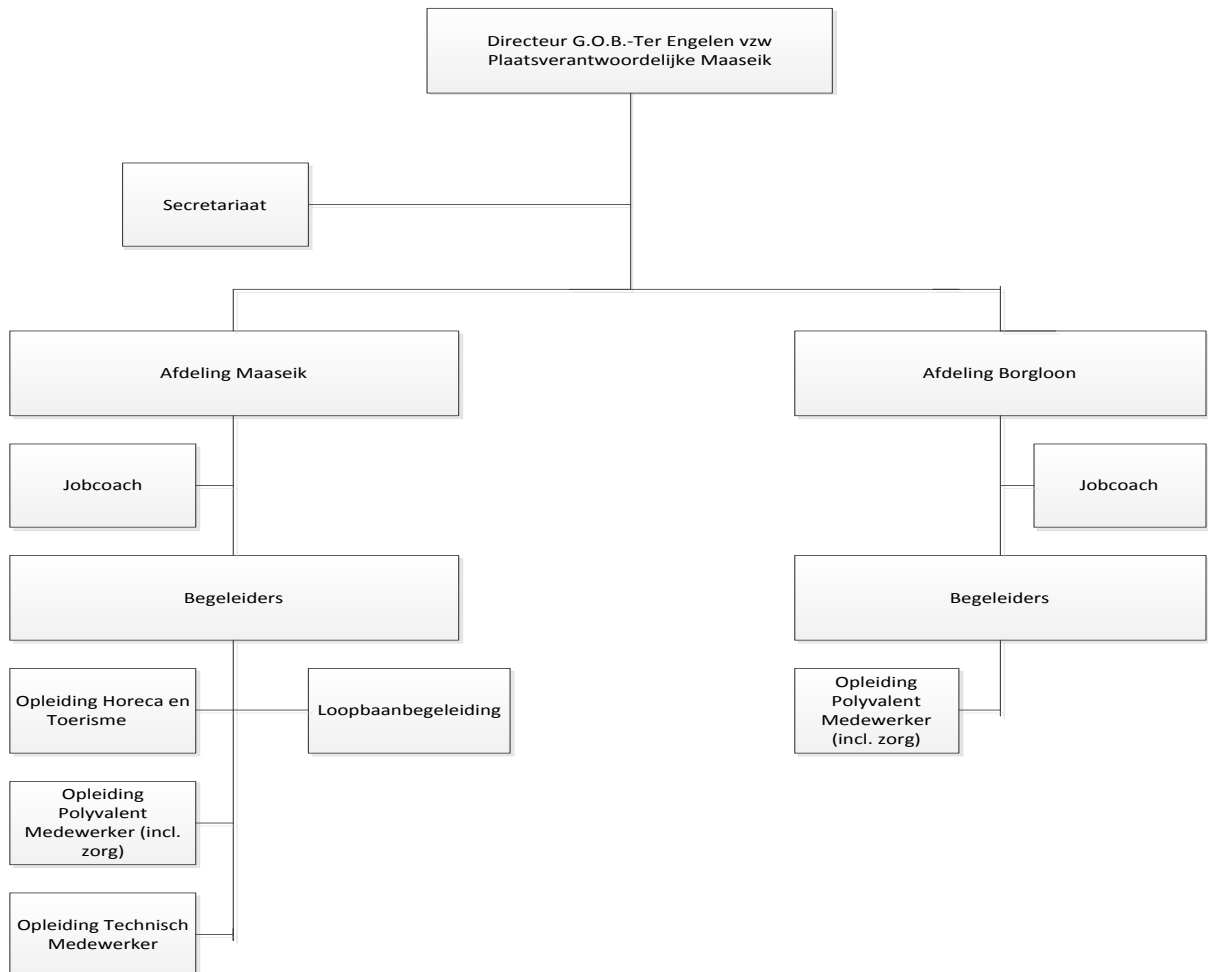 Directeur G.O.B.-Ter Engelen vzw
Plaatsverantwoordelijke Maaseik
Secretariaat
Afdeling Maaseik
Afdeling Borgloon
Jobcoach
Jobcoach
Begeleiders
Begeleiders
Opleiding Horeca en
Toerisme
Loopbaanbegeleiding
Opleiding
Polyvalent
Medewerker
(incl. zorg)
Opleiding
Polyvalent
Medewerker (incl.
zorg)
Opleiding Technisch
Medewerker